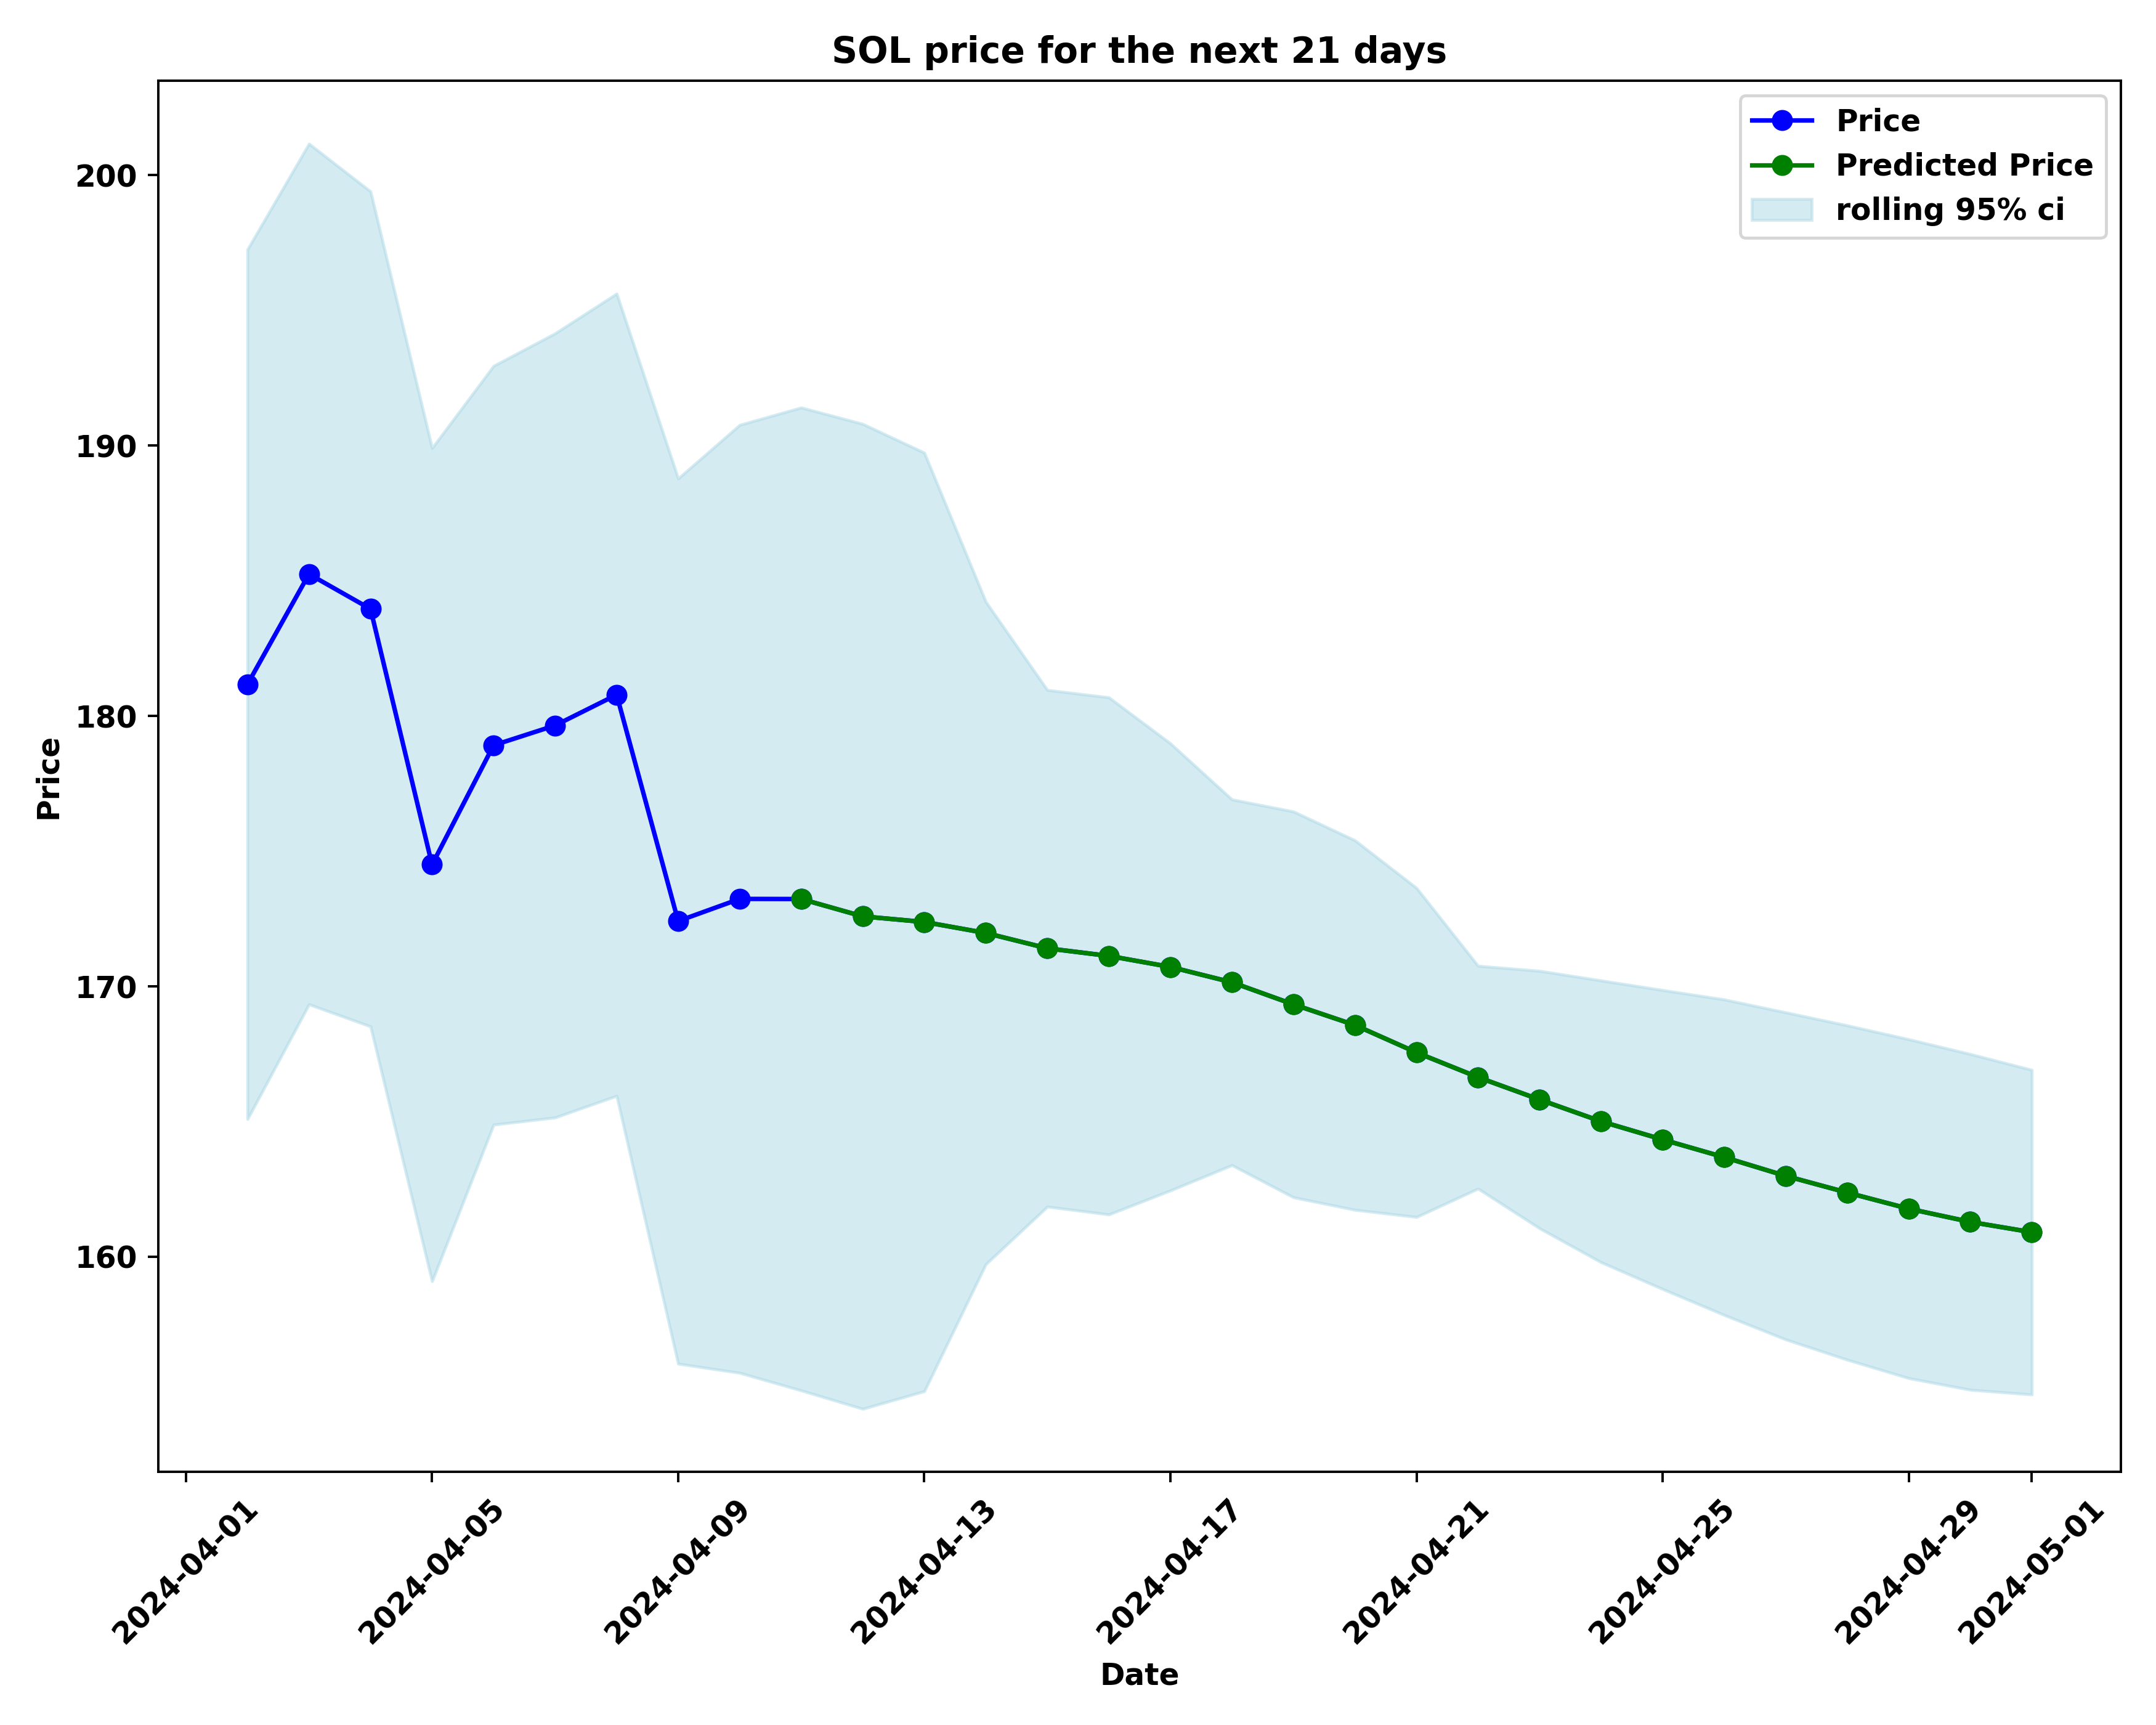 SOL price for the next 21 days
Price
Predicted Price
rolling 95% ci
200
190
180
170
160
Price
2024-04-01
2024-04-05
2024-04-09
2024-04-13
2024-04-17
2024-04-21
2024-04-25
2024-04-29
2024-05-01
Date